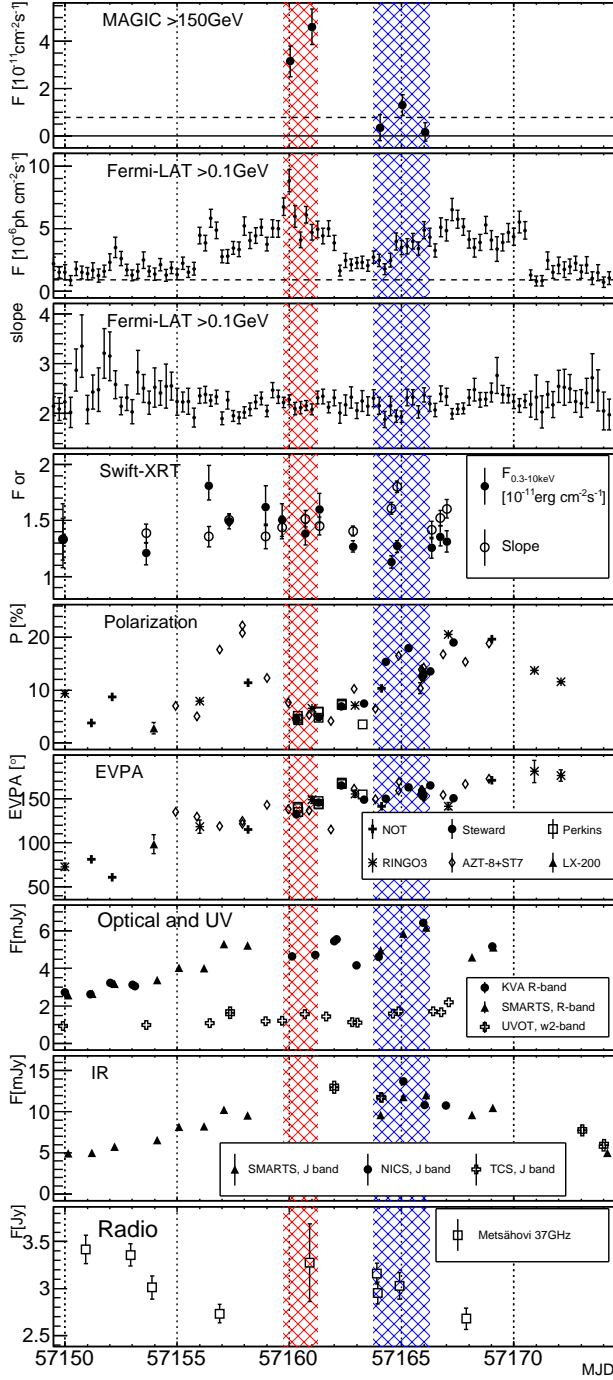 MAGIC >150GeV
F [10⁻¹¹cm⁻²s⁻¹]
4
2
0
Fermi-LAT >0.1GeV
F [10⁻⁶ph cm⁻²s⁻¹]
10
5
0
Fermi-LAT >0.1GeV
slope
4
3
2
Swift-XRT
F or
2
1.5
1
F₀.₃₋₁₀ₖₑV
[10⁻¹¹erg cm⁻²s⁻¹]
Slope
Polarization
P [%]
20
10
0
EVPA
EVPA [°]
150
100
50
NOT
Steward
Perkins
RINGO3
AZT-8+ST7
LX-200
Optical and UV
F[mJy]
6
4
2
0
KVA R-band
SMARTS, R-band
UVOT, w2-band
IR
F[mJy]
15
10
5
0
SMARTS, J band
NICS, J band
TCS, J band
Radio
F[Jy]
3.5
3
2.5
Metsähovi 37GHz
57150
57155
57160
57165
57170
MJD